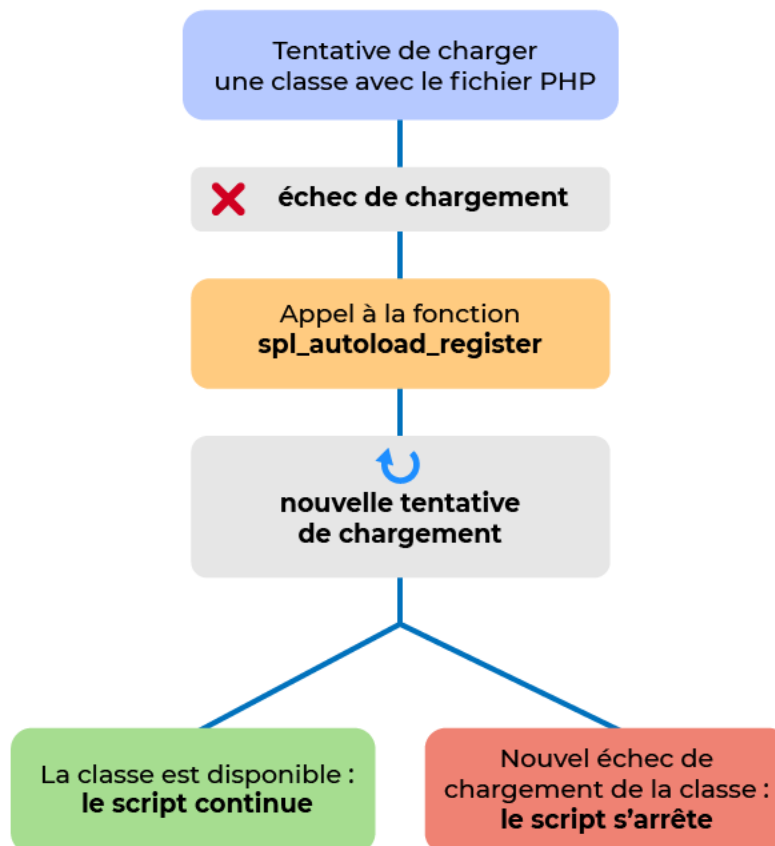 Tentative de charger
une classe avec le fichier PHP
échec de chargement
Appel à la fonction
spl_autoload_register
nouvelle tentative
de chargement
La classe est disponible :
le script continue
Nouvel échec de
chargement de la classe :
le script s’arrête